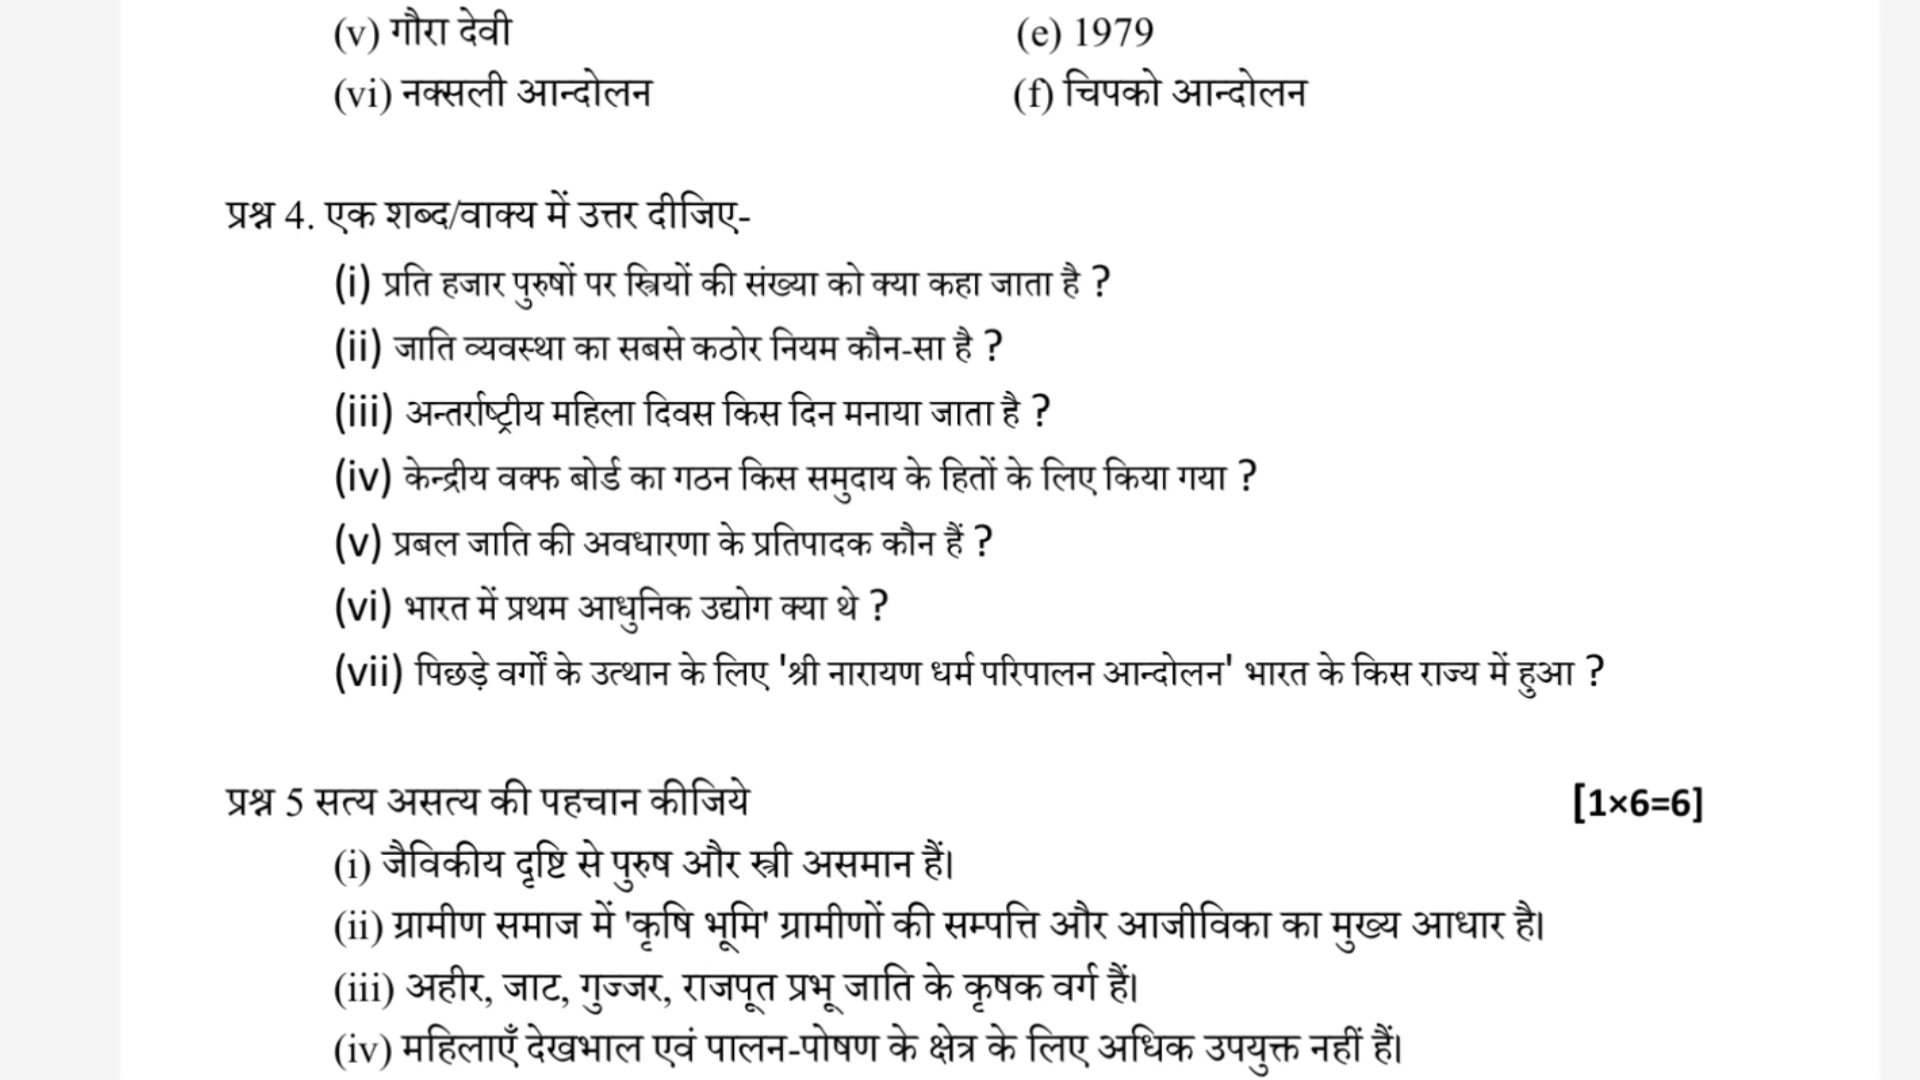 (v) गौरा देवी (e) 1979
(vi) नक्सली आन्दोलन (f) चिपको आन्दोलन
प्रश्न 4. एक शब्द/वाक्य में उत्तर दीजिए-
(i) प्रति हजार पुरुषों पर स्त्रियों की संख्या को क्या कहा जाता है ?
(ii) जाति व्यवस्था का सबसे कठोर नियम कौन-सा है ?
(iii) अन्तर्राष्ट्रीय महिला दिवस किस दिन मनाया जाता है ?
(iv) केन्द्रीय वक्फ बोर्ड का गठन किस समुदाय के हितों के लिए किया गया ?
(v) प्रबल जाति की अवधारणा के प्रतिपादक कौन हैं ?
(vi) भारत में प्रथम आधुनिक उद्योग क्या थे ?
(vii) पिछड़े वर्गों के उत्थान के लिए 'श्री नारायण धर्म परिपालन आन्दोलन' भारत के किस राज्य में हुआ ?
प्रश्न 5 सत्य असत्य की पहचान कीजिये [1×6=6]
(i) जैविकीय दृष्टि से पुरुष और स्त्री असमान हैं।
(ii) ग्रामीण समाज में 'कृषि भूमि' ग्रामीणों की सम्पत्ति और आजीविका का मुख्य आधार है।
(iii) अहीर, जाट, गुज्जर, राजपूत प्रभू जाति के कृषक वर्ग हैं।
(iv) महिलाएँ देखभाल एवं पालन-पोषण के क्षेत्र के लिए अधिक उपयुक्त नहीं हैं।